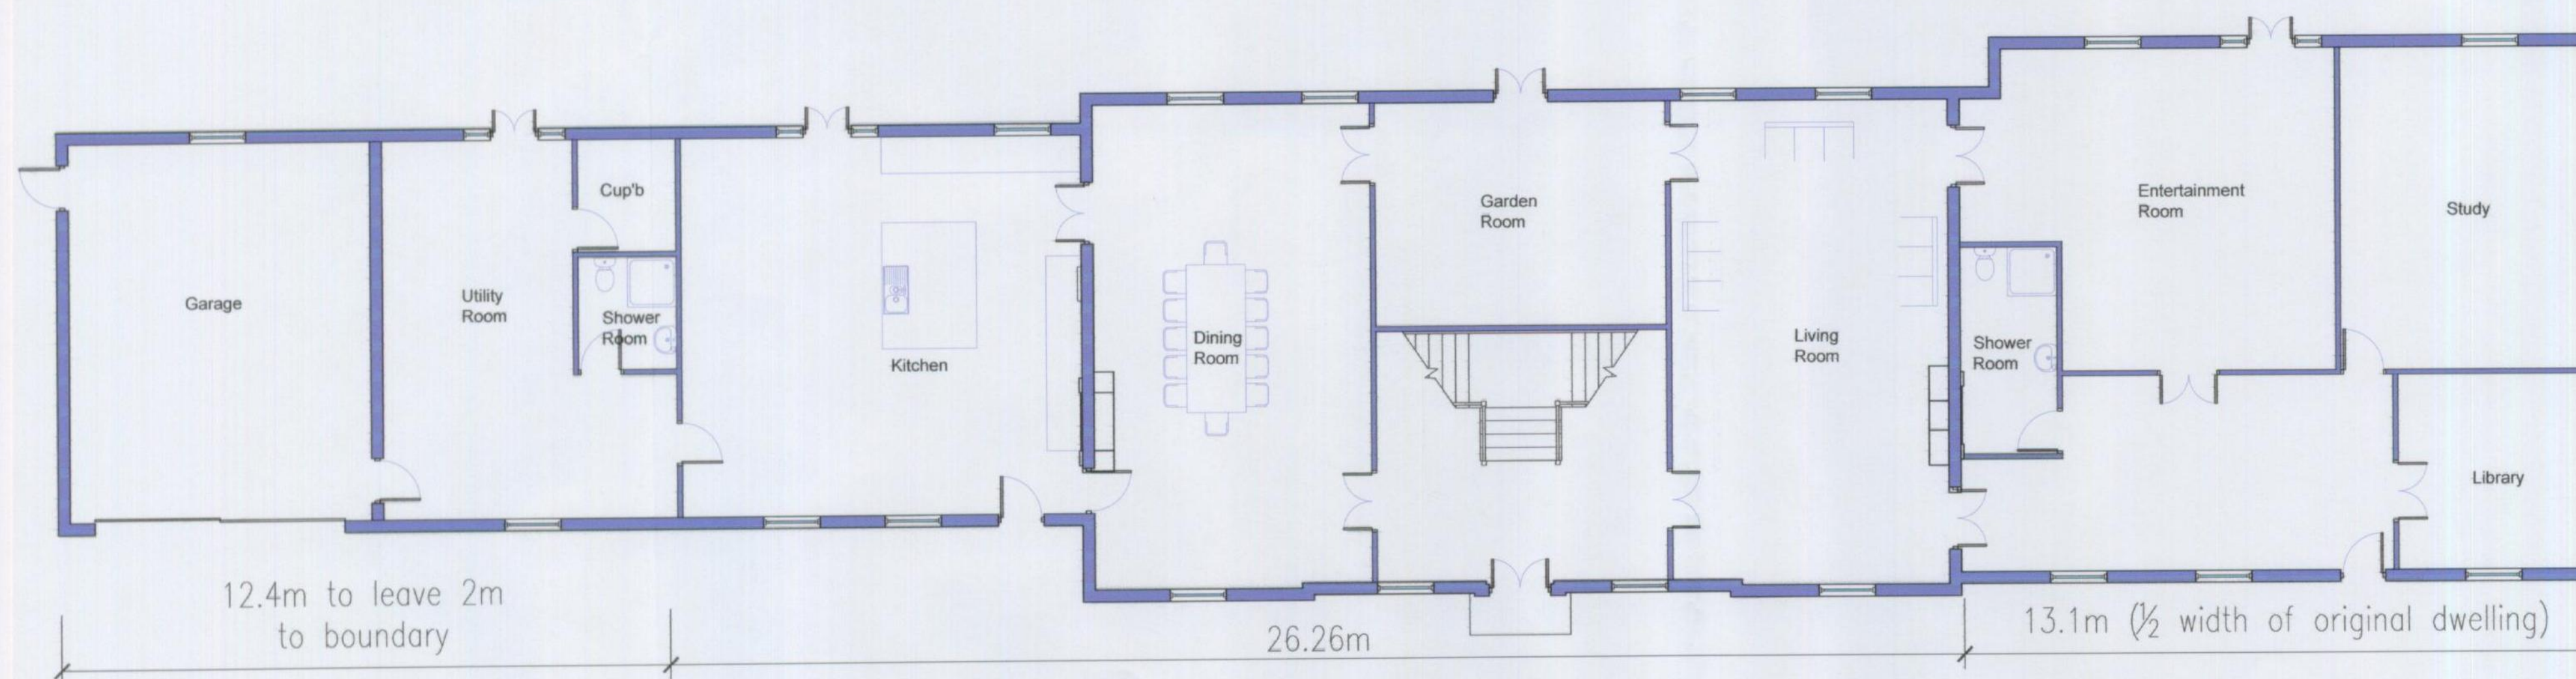 Garage
Utility
Room
Cup'b
Shower
Room
Kitchen
Dining
Room
Garden
Room
Living
Room
Shower
Room
Entertainment
Room
Study
Library
12.4m to leave 2m
to boundary
26.26m
13.1m (½ width of original dwelling)